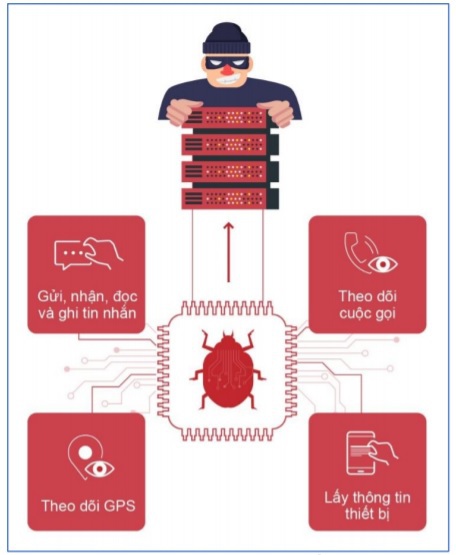 Gửi, nhận, đọc
và ghi tin nhắn
Theo dõi
cuộc gọi
Theo dõi GPS
Lấy thông tin
thiết bị